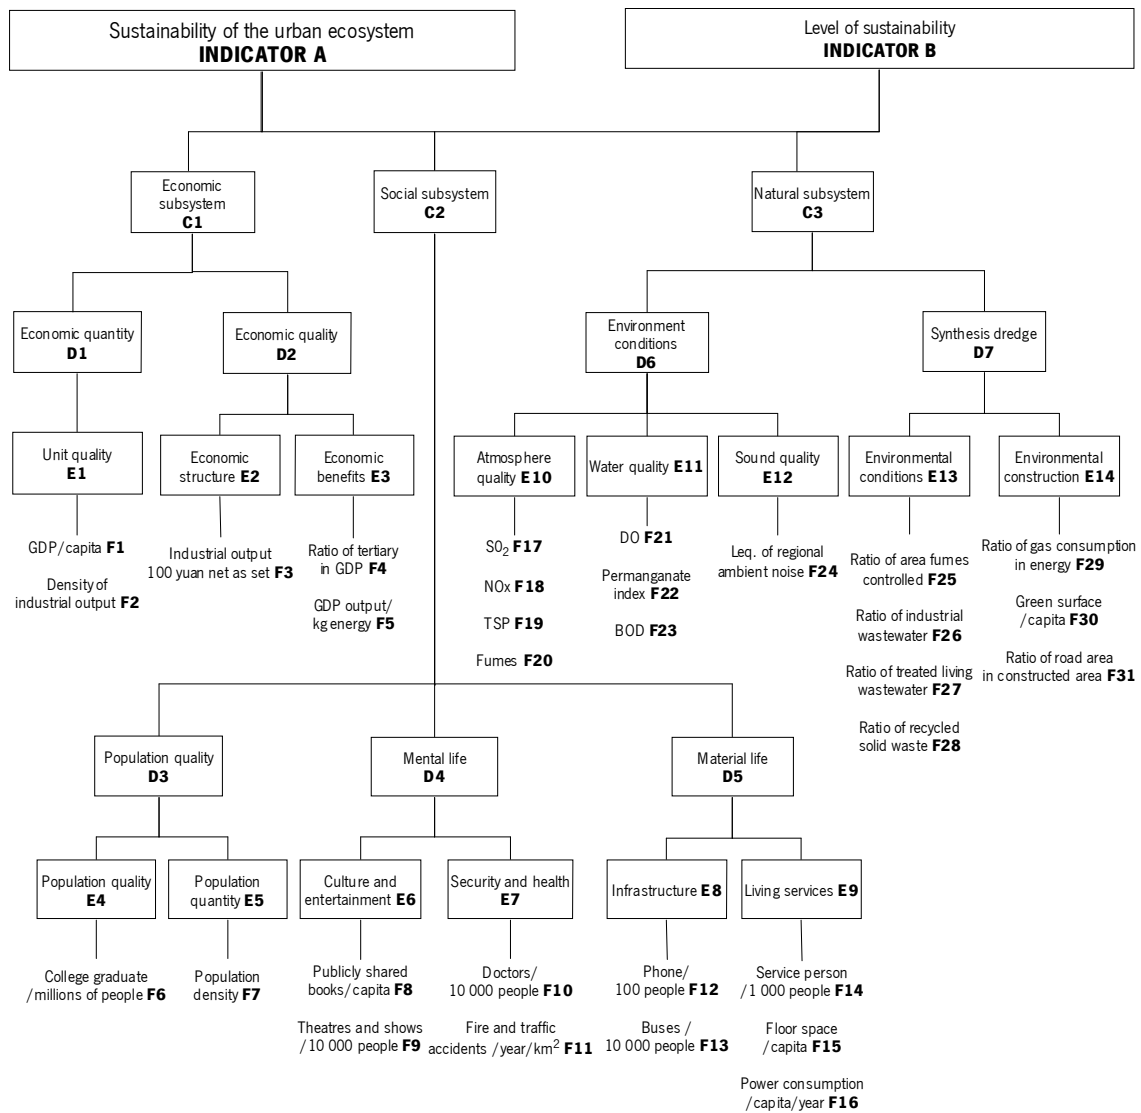 Sustainability of the urban ecosystem
INDICATOR A
Level of sustainability
INDICATOR B
Economic
subsystem
C1
Social subsystem
C2
Natural subsystem
C3
Economic quantity
D1
Economic quality
D2
Environment
conditions
D6
Synthesis dredge
D7
Unit quality
E1
Economic
structure E2
Economic
benefits E3
Atmosphere
quality E10
Water quality E11
Sound quality
E12
Environmental
conditions E13
Environmental
construction E14
GDP/capita F1
Density of
industrial output F2
Industrial output
100 yuan net as set F3
Ratio of tertiary
in GDP F4
GDP output/
kg energy F5
SO2 F17
NOx F18
TSP F19
Fumes F20
DO F21
Permanganate
index F22
BOD F23
Leq. of regional
ambient noise F24
Ratio of area fumes
controlled F25
Ratio of industrial
wastewater F26
Ratio of treated living
wastewater F27
Ratio of recycled
solid waste F28
Ratio of gas consumption
in energy F29
Green surface
/capita F30
Ratio of road area
in constructed area F31
Population quality
D3
Mental life
D4
Material life
D5
Population quality
E4
Population
quantity E5
Culture and
entertainment E6
Security and health
E7
Infrastructure E8
Living services E9
College graduate
/millions of people F6
Population
density F7
Publicly shared
books/capita F8
Theatres and shows
/10 000 people F9
Doctors/
10 000 people F10
Fire and traffic
accidents /year/km2 F11
Phone/
100 people F12
Buses /
10 000 people F13
Service person
/1 000 people F14
Floor space
/capita F15
Power consumption
/capita/year F16